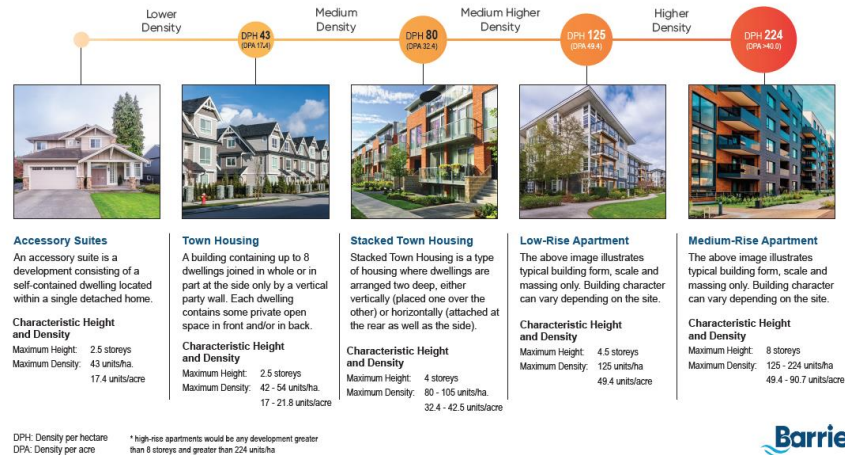 Lower
Density
Medium
Density
Medium Higher
Density
Higher
Density
DPH 43
(DPA 17.4)
DPH 80
(DPA 32.4)
DPH 125
(DPA 49.4)
DPH 224
(DPA >40.0)
Accessory Suites
An accessory suite is a
development consisting of a
self-contained dwelling located
within a single detached home.
Characteristic Height
and Density
Maximum Height: 2.5 storeys
Maximum Density: 43 units/ha.
17.4 units/acre
Town Housing
A building containing up to 8
dwellings joined in whole or in
part at the side only by a vertical
party wall. Each dwelling
contains some private open
space in front and/or in back.
Characteristic Height
and Density
Maximum Height: 2.5 storeys
Maximum Density: 42 - 54 units/ha.
17 - 21.8 units/acre
Stacked Town Housing
Stacked Town Housing is a type
of housing where dwellings are
arranged two deep, either
vertically (placed one over the
other) or horizontally (attached at
the rear as well as the side).
Characteristic Height
and Density
Maximum Height: 4 storeys
Maximum Density: 80 - 105 units/ha.
32.4 - 42.5 units/acre
Low-Rise Apartment
The above image illustrates
typical building form, scale and
massing only. Building character
can vary depending on the site.
Characteristic Height
and Density
Maximum Height: 4.5 storeys
Maximum Density: 125 units/ha
49.4 units/acre
Medium-Rise Apartment
The above image illustrates
typical building form, scale and
massing only. Building character
can vary depending on the site.
Characteristic Height
and Density
Maximum Height: 8 storeys
Maximum Density: 125 - 224 units/ha
49.4 - 90.7 units/acre
DPH: Density per hectare
DPA: Density per acre
* high-rise apartments would be any development greater
than 8 storeys and greater than 224 units/ha
Barrie